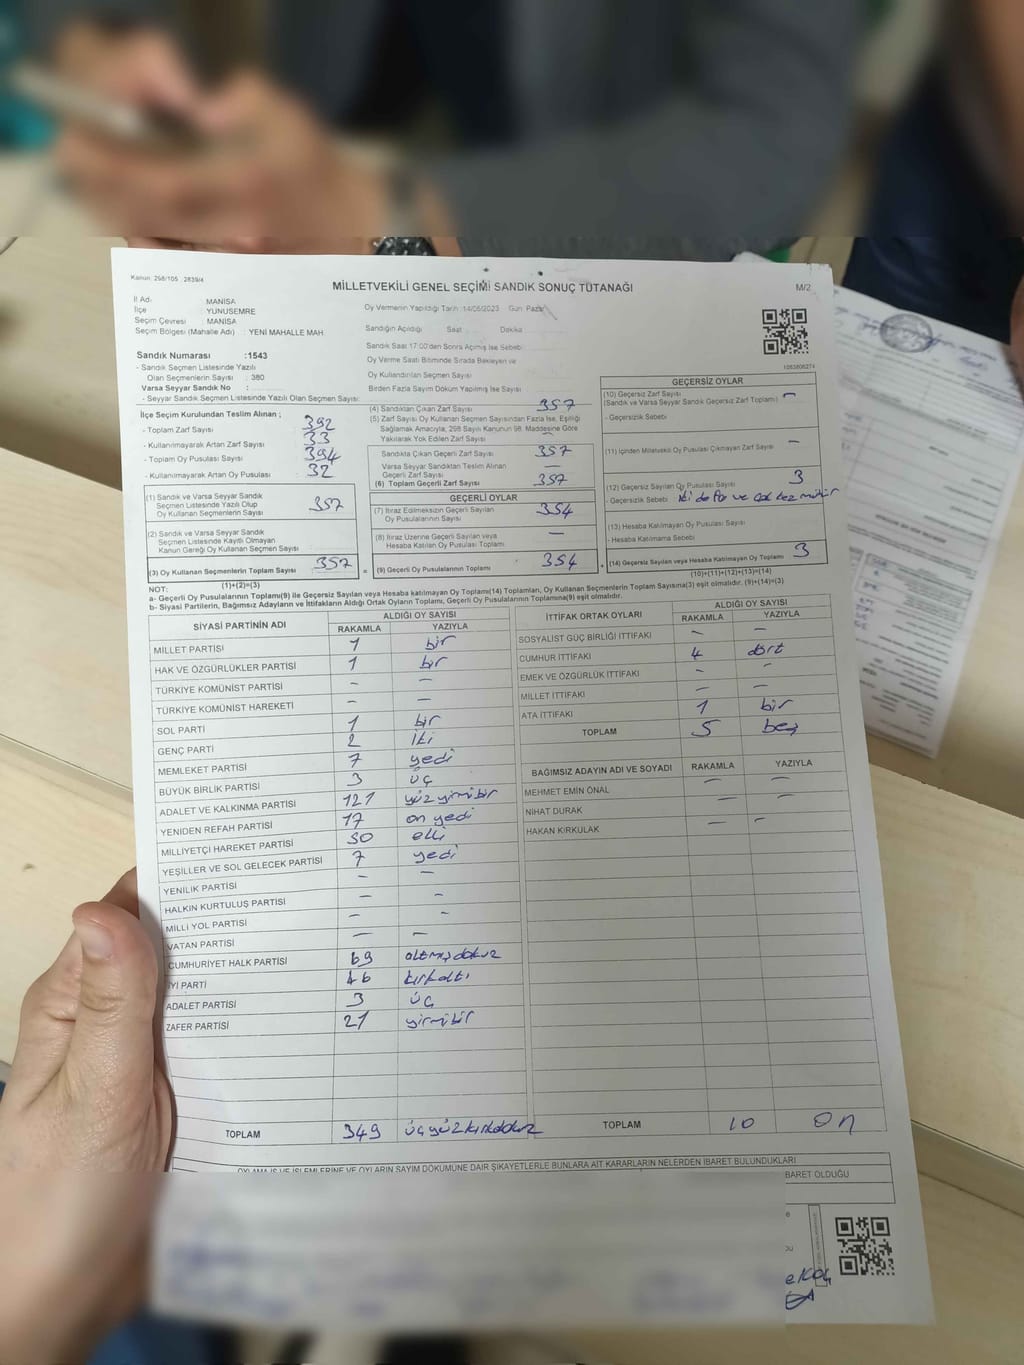 Kanun: 298/105 . 2839/4
MİLLETVEKİLİ GENEL SEÇİMİ SANDIK SONUÇ TUTANAĞI
M/2
İl Adı : MANİSA
İlçe : YUNUSEMRE
Seçim Çevresi : MANİSA
Seçim Bölgesi (Mahalle Adı) : YENİ MAHALLE MAH.
Sandık Numarası :1543
- Sandık Seçmen Listesinde Yazılı
Olan Seçmenlerin Sayısı : 380
Varsa Seyyar Sandık No :
- Seyyar Sandık Seçmen Listesinde Yazılı Olan Seçmen Sayısı:
Oy Vermenin Yapıldığı Tarih :14/05/2023 Gün: Pazar
Sandığın Açıldığı Saat Dakika
Sandık Saat 17:00'dan Sonra Açılmış İse Sebebi:
Oy Verme Saati Bitiminde Sırada Bekleyen ve
Oy Kullandırılan Seçmen Sayısı
Birden Fazla Sayım Döküm Yapılmış İse Sayısı
İlçe Seçim Kurulundan Teslim Alınan ;
- Toplam Zarf Sayısı 392
- Kullanılmayarak Artan Zarf Sayısı 33
- Toplam Oy Pusulası Sayısı 394
- Kullanılmayarak Artan Oy Pusulası 32
(1) Sandık ve Varsa Seyyar Sandık
Seçmen Listesinde Yazılı Olup
Oy Kullanan Seçmenlerin Sayısı 357
(2) Sandık ve Varsa Seyyar Sandık
Seçmen Listesinde Kayıtlı Olmayan
Kanun Gereği Oy Kullanan Seçmen Sayısı
(3) Oy Kullanan Seçmenlerin Toplam Sayısı 357
(1)+(2)=(3)
(4) Sandıktan Çıkan Zarf Sayısı 357
(5) Zarf Sayısı Oy Kullanan Seçmen Sayısından Fazla İse, Eşitliği
Sağlamak Amacıyla, 298 Sayılı Kanunun 98. Maddesine Göre
Yakılarak Yok Edilen Zarf Sayısı —
Sandıkta Çıkan Geçerli Zarf Sayısı 357
Varsa Seyyar Sandıktan Teslim Alınan
Geçerli Zarf Sayısı —
(6) Toplam Geçerli Zarf Sayısı 357
GEÇERLİ OYLAR
(7) İtiraz Edilmeksizin Geçerli Sayılan
Oy Pusulalarının Sayısı 354
(8) İtiraz Üzerine Geçerli Sayılan veya
Hesaba Katılan Oy Pusulası Toplamı —
= (9) Geçerli Oy Pusulalarının Toplamı 354
GEÇERSİZ OYLAR
(10) Geçersiz Zarf Sayısı
(Sandık ve Varsa Seyyar Sandık Geçersiz Zarf Toplamı) —
- Geçersizlik Sebebi
(11) İçinden Milletvekili Oy Pusulası Çıkmayan Zarf Sayısı —
(12) Geçersiz Sayılan Oy Pusulası Sayısı 3
- Geçersizlik Sebebi
(13) Hesaba Katılmayan Oy Pusulası Sayısı
- Hesaba Katılmama Sebebi
+ (14) Geçersiz Sayılan veya Hesaba Katılmayan Oy Toplamı 3
(10)+(11)+(12)+(13)=(14)
NOT:
a- Geçerli Oy Pusulalarının Toplamı(9) ile Geçersiz Sayılan veya Hesaba katılmayan Oy Toplamı(14) Toplamları, Oy Kullanan Seçmenlerin Toplam Sayısına(3) eşit olmalıdır. (9)+(14)=(3)
b- Siyasi Partilerin, Bağımsız Adayların ve İttifakların Aldığı Ortak Oyların Toplamı, Geçerli Oy Pusulalarının Toplamına(9) eşit olmalıdır.
SİYASİ PARTİNİN ADI ALDIĞI OY SAYISI
RAKAMLA YAZIYLA
MİLLET PARTİSİ 1 bir
HAK VE ÖZGÜRLÜKLER PARTİSİ 1 bir
TÜRKİYE KOMÜNİST PARTİSİ — —
TÜRKİYE KOMÜNİST HAREKETİ — —
SOL PARTİ 1 bir
GENÇ PARTİ 2 iki
MEMLEKET PARTİSİ 7 yedi
BÜYÜK BİRLİK PARTİSİ 3 üç
ADALET VE KALKINMA PARTİSİ 121 yüz yirmi bir
YENİDEN REFAH PARTİSİ 17 on yedi
MİLLİYETÇİ HAREKET PARTİSİ 50 elli
YEŞİLLER VE SOL GELECEK PARTİSİ 7 yedi
YENİLİK PARTİSİ — —
HALKIN KURTULUŞ PARTİSİ — —
MİLLİ YOL PARTİSİ — —
VATAN PARTİSİ — —
CUMHURİYET HALK PARTİSİ 69 altmış dokuz
İYİ PARTİ 46 kırkaltı
ADALET PARTİSİ 3 üç
ZAFER PARTİSİ 21 yirmi bir
TOPLAM 349 üçyüzkırkdokuz
İTTİFAK ORTAK OYLARI ALDIĞI OY SAYISI
RAKAMLA YAZIYLA
SOSYALİST GÜÇ BİRLİĞİ İTTİFAKI — —
CUMHUR İTTİFAKI 4 dört
EMEK VE ÖZGÜRLÜK İTTİFAKI — —
MİLLET İTTİFAKI — —
ATA İTTİFAKI 1 bir
TOPLAM 5 beş
BAĞIMSIZ ADAYIN ADI VE SOYADI RAKAMLA YAZIYLA
MEHMET EMİN ÖNAL — —
NİHAT DURAK — —
HAKAN KIRKULAK — —
TOPLAM 10 on
OYLAMA İŞ VE İŞLEMLERİNE VE OYLARIN SAYIM DÖKÜMÜNE DAİR ŞİKAYETLERLE BUNLARA AİT KARARLARIN NELERDEN İBARET BULUNDUKLARI
BARET OLDUĞU